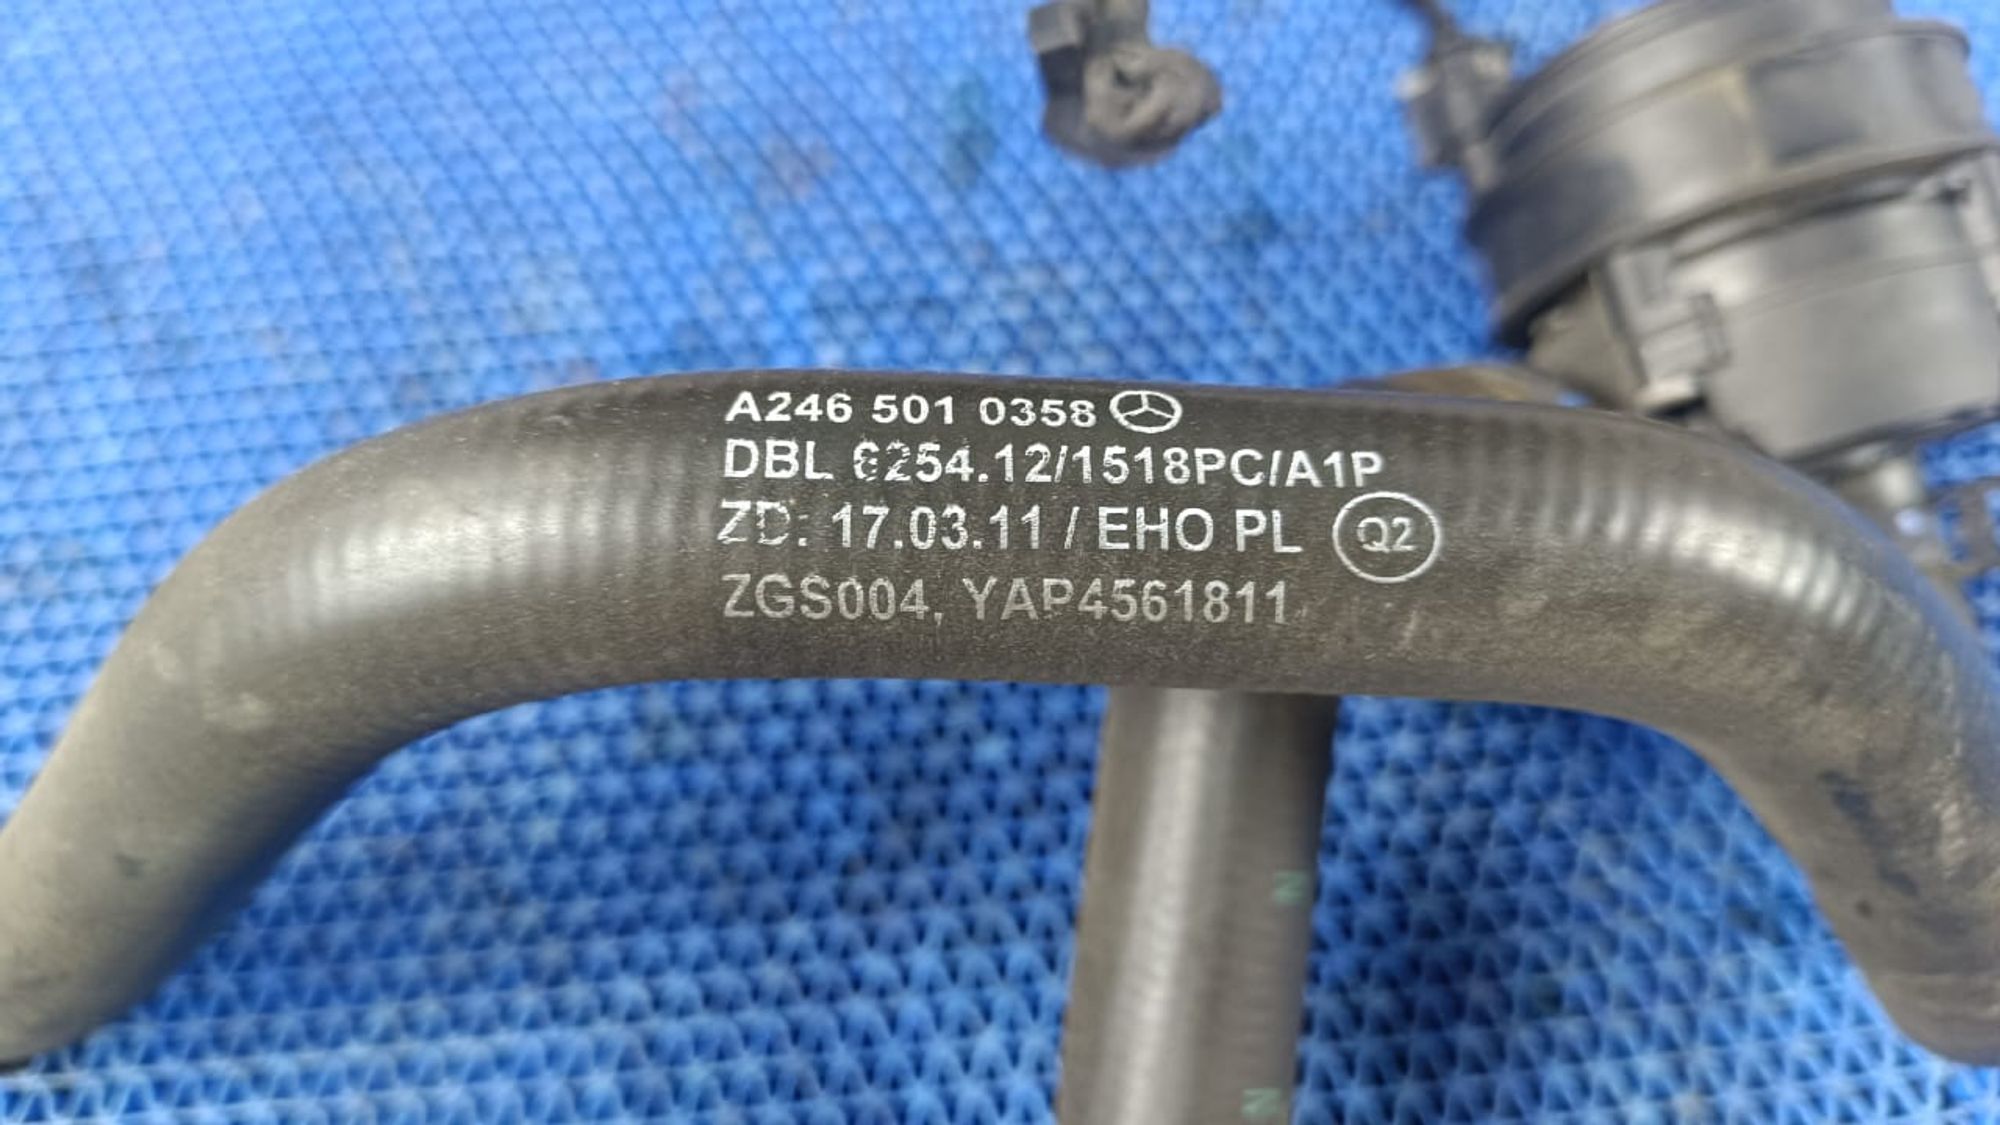 A246 501 0358
DBL 6254.12/1518PC/A1P
ZD: 17.03.11 / EHO PL Q2
ZGS004, YAP4561811
N
N